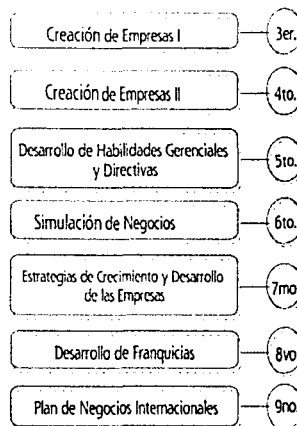 Creación de Empresas I 3er.
Creación de Empresas II 4to.
Desarrollo de Habilidades Gerenciales
y Directivas 5to.
Simulación de Negocios 6to.
Estrategias de Crecimiento y Desarrollo
de las Empresas 7mo
Desarrollo de Franquicias 8vo
Plan de Negocios Internacionales 9no.